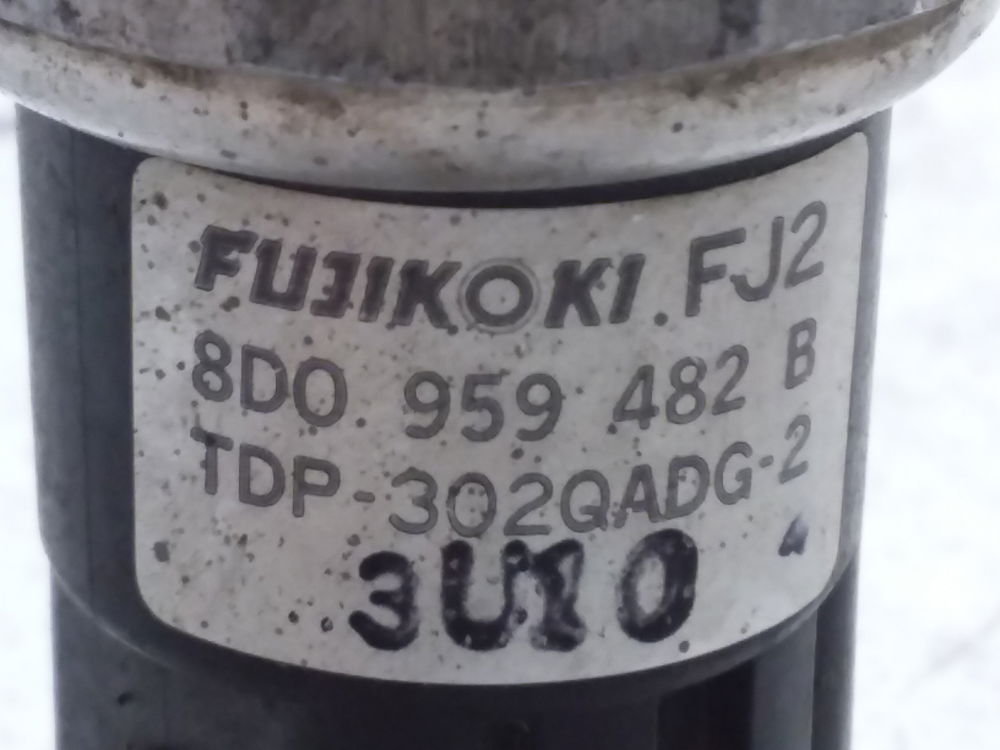 FUJIKOKI. FJ2
8D0 959 482 B
TDP-302QADG-2
3U10